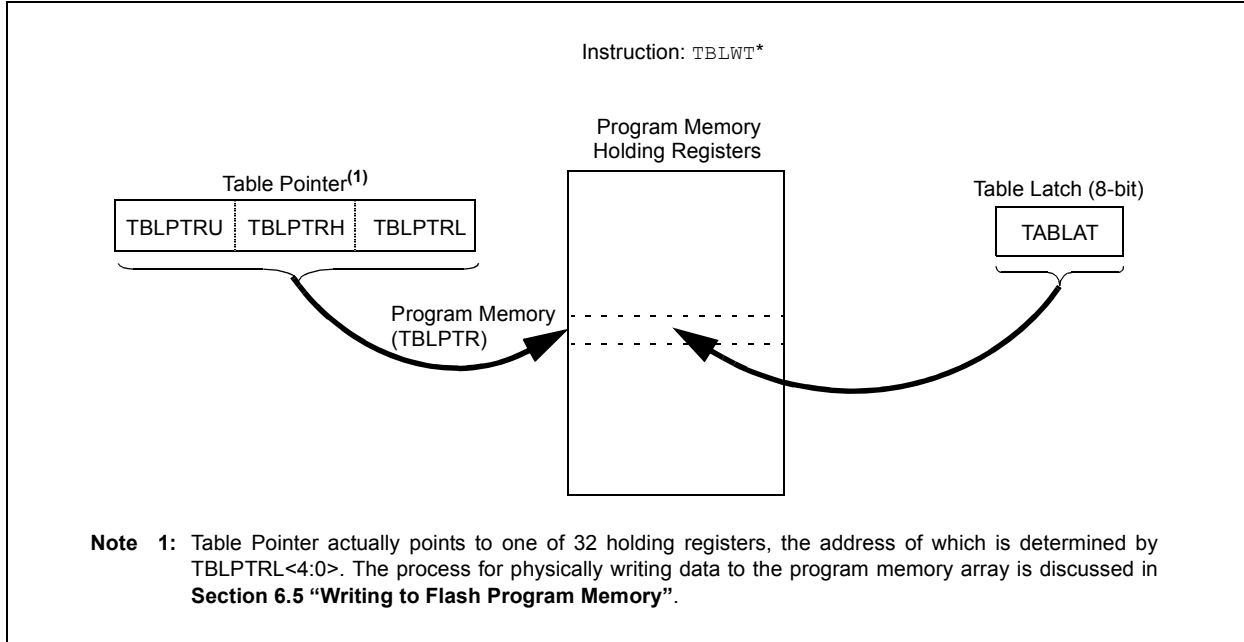 Instruction: TBLWT*
Program Memory
Holding Registers
Table Pointer(1)
Table Latch (8-bit)
TBLPTRU TBLPTRH TBLPTRL
TABLAT
Program Memory
(TBLPTR)
Note 1: Table Pointer actually points to one of 32 holding registers, the address of which is determined by
TBLPTRL<4:0>. The process for physically writing data to the program memory array is discussed in
Section 6.5 “Writing to Flash Program Memory”.